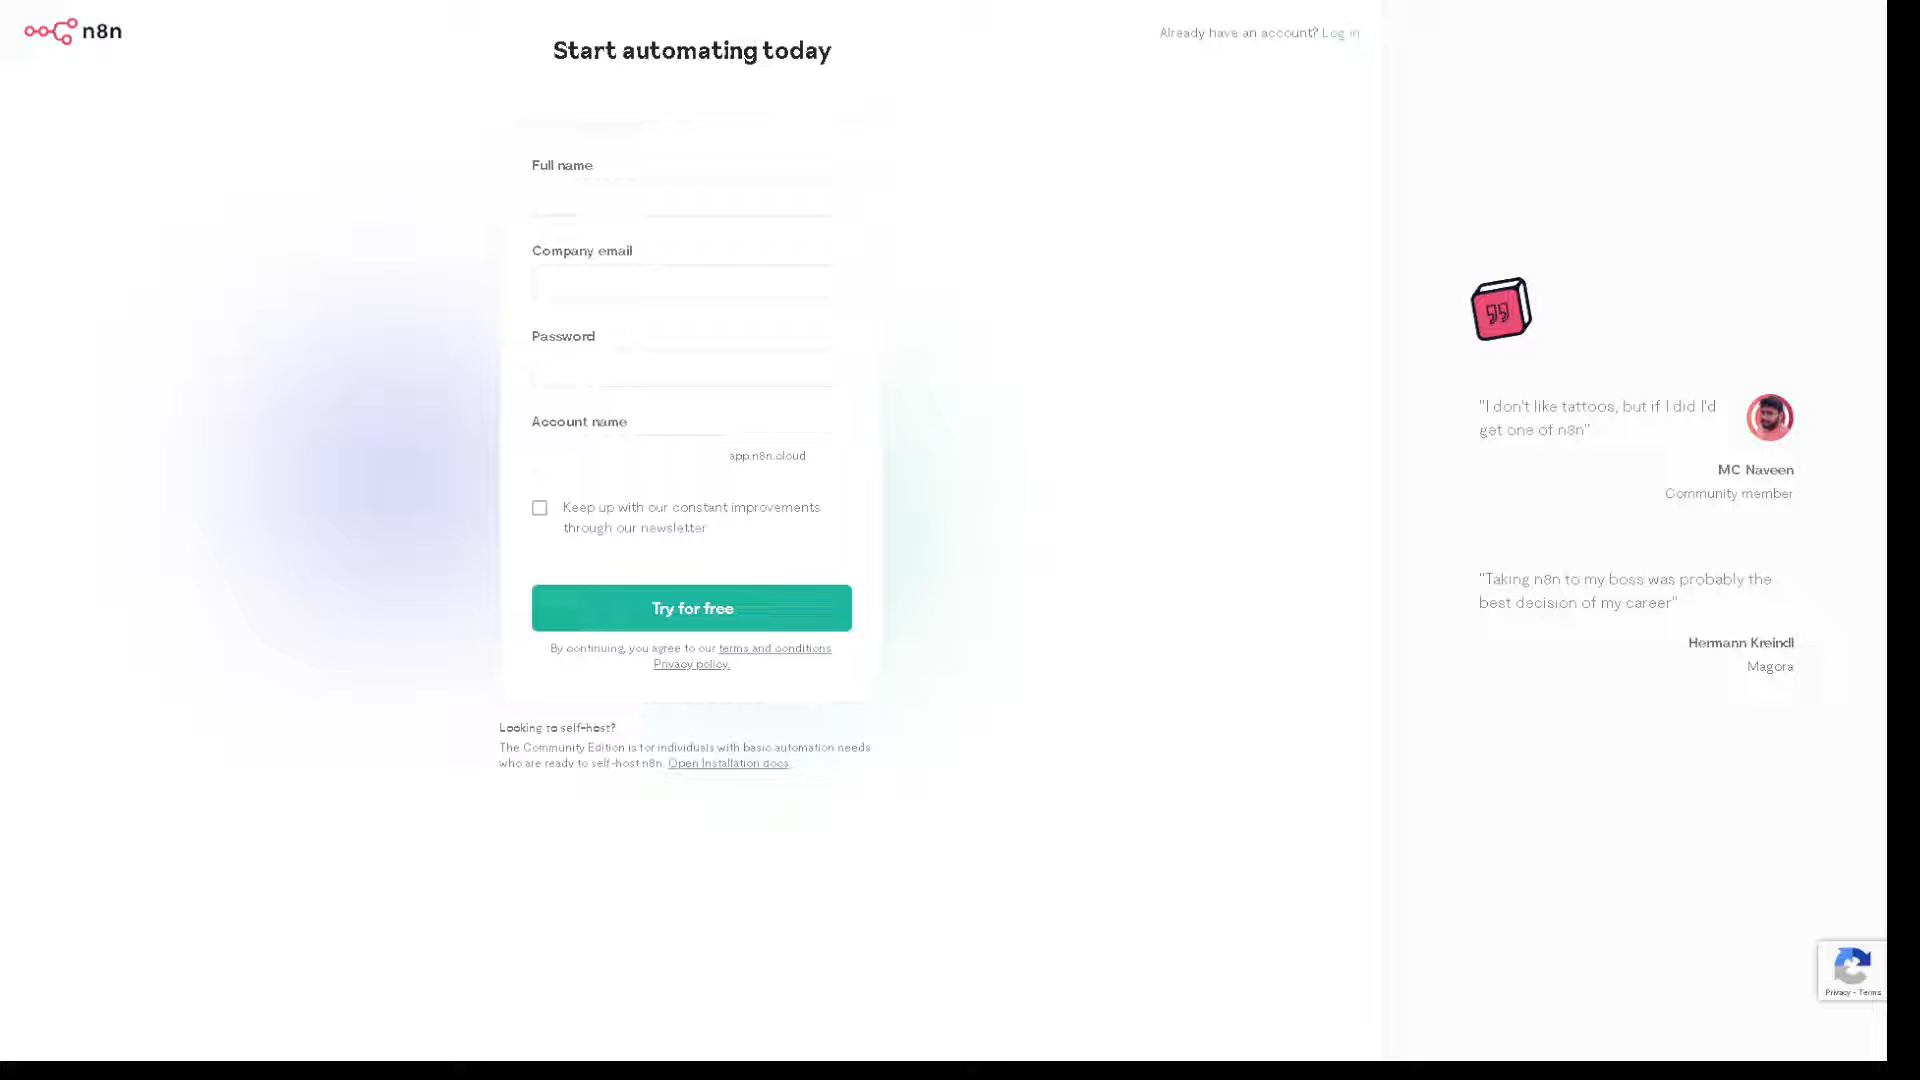 n8n
Start automating today
Already have an account? Log in
Full name
Company email
Password
Account name
app.n8n.cloud
Keep up with our constant improvements
through our newsletter
Try for free
By continuing, you agree to our terms and conditions
Privacy policy.
Looking to self-host?
The Community Edition is for individuals with basic automation needs
who are ready to self-host n8n. Open Installation docs
"I don't like tattoos, but if I did I'd
get one of n8n"
MC Naveen
Community member
"Taking n8n to my boss was probably the
best decision of my career"
Hermann Kreindl
Magora
Privacy - Terms